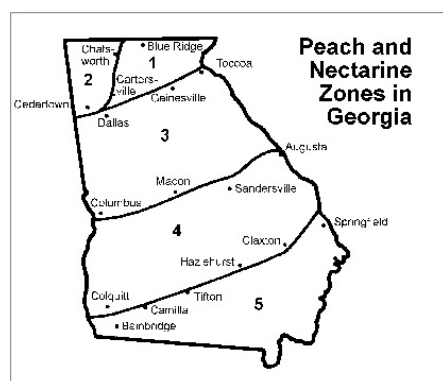 Peach and
Nectarine
Zones in
Georgia
Chats-
worth
Blue Ridge
1
Toccoa
2
Carters-
ville
Gainesville
Cedartown
Dallas
3
Augusta
Macon
Sandersville
Columbus
4
Springfield
Claxton
Hazlehurst
Colquitt
Tifton
5
Camilla
Bainbridge